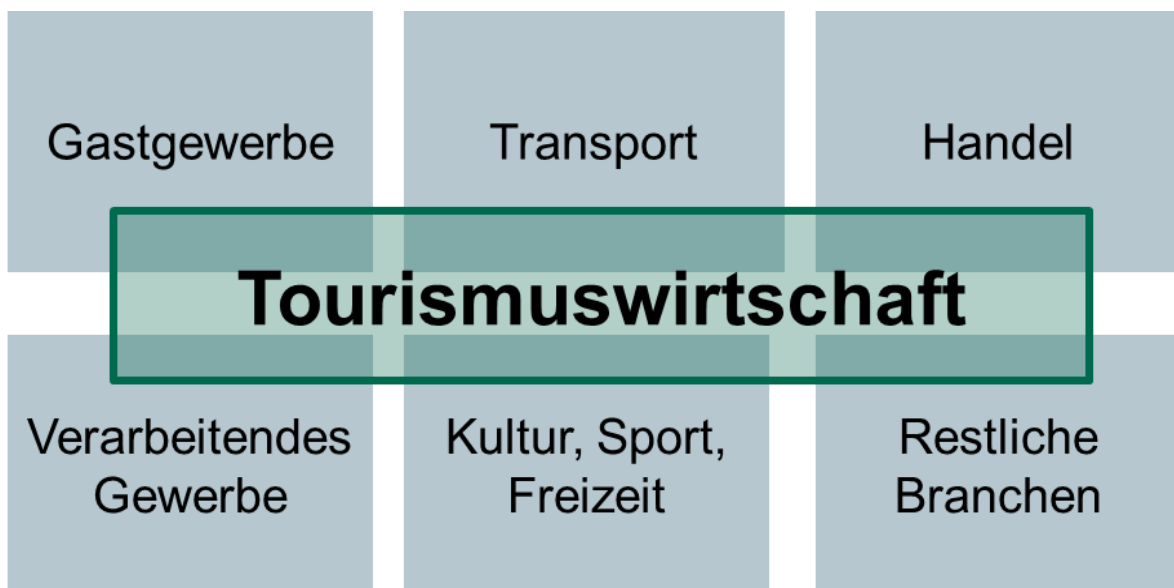 Gastgewerbe
Transport
Handel
Tourismuswirtschaft
Verarbeitendes
Gewerbe
Kultur, Sport,
Freizeit
Restliche
Branchen